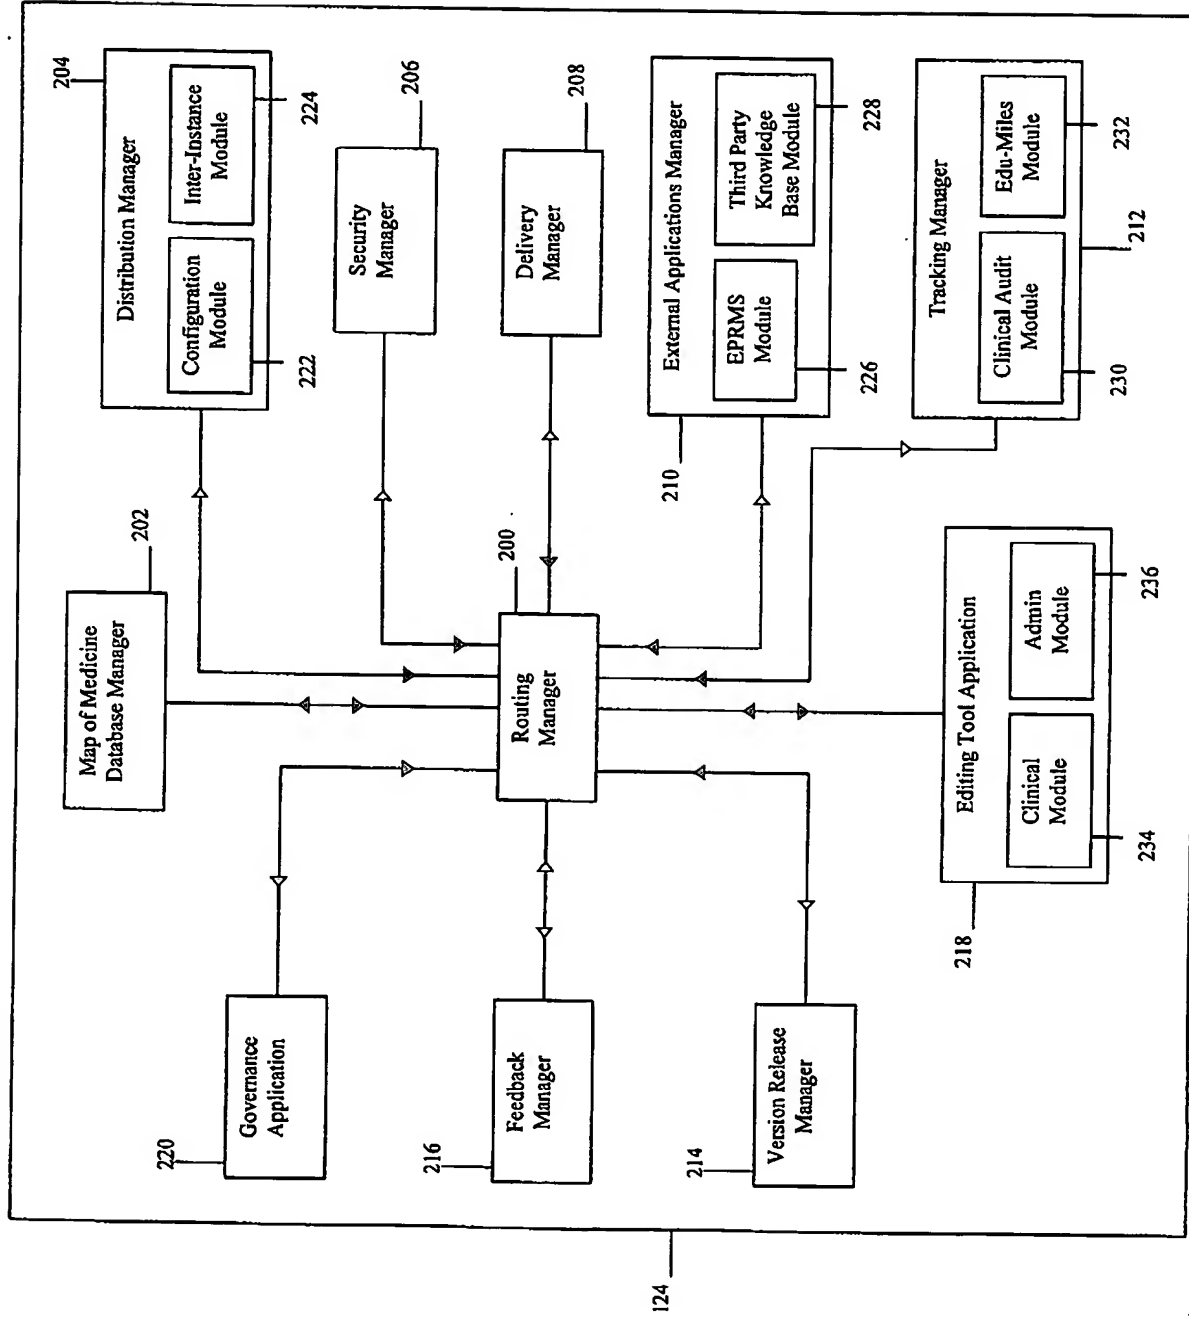 204
Distribution Manager
Configuration
Module
222
Inter-Instance
Module
224
202
Map of Medicine
Database Manager
206
Security
Manager
208
Delivery
Manager
220
Governance
Application
216
Feedback
Manager
214
Version Release
Manager
200
Routing
Manager
210
External Applications Manager
EPRMS
Module
226
Third Party
Knowledge
Base Module
228
Tracking Manager
Clinical Audit
Module
230
Edu-Miles
Module
232
212
218
Editing Tool Application
Clinical
Module
234
Admin
Module
236
124